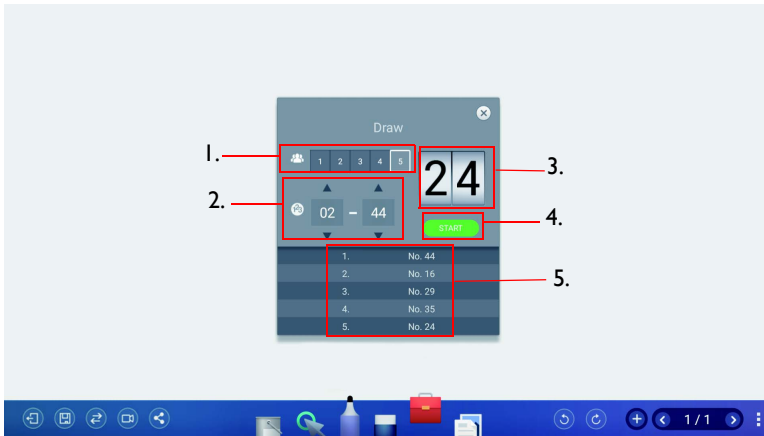 Draw
1.
1 2 3 4 5
24
3.
2.
02 – 44
START
4.
1. No. 44
2. No. 16
3. No. 29
4. No. 35
5. No. 24
5.
1 / 1